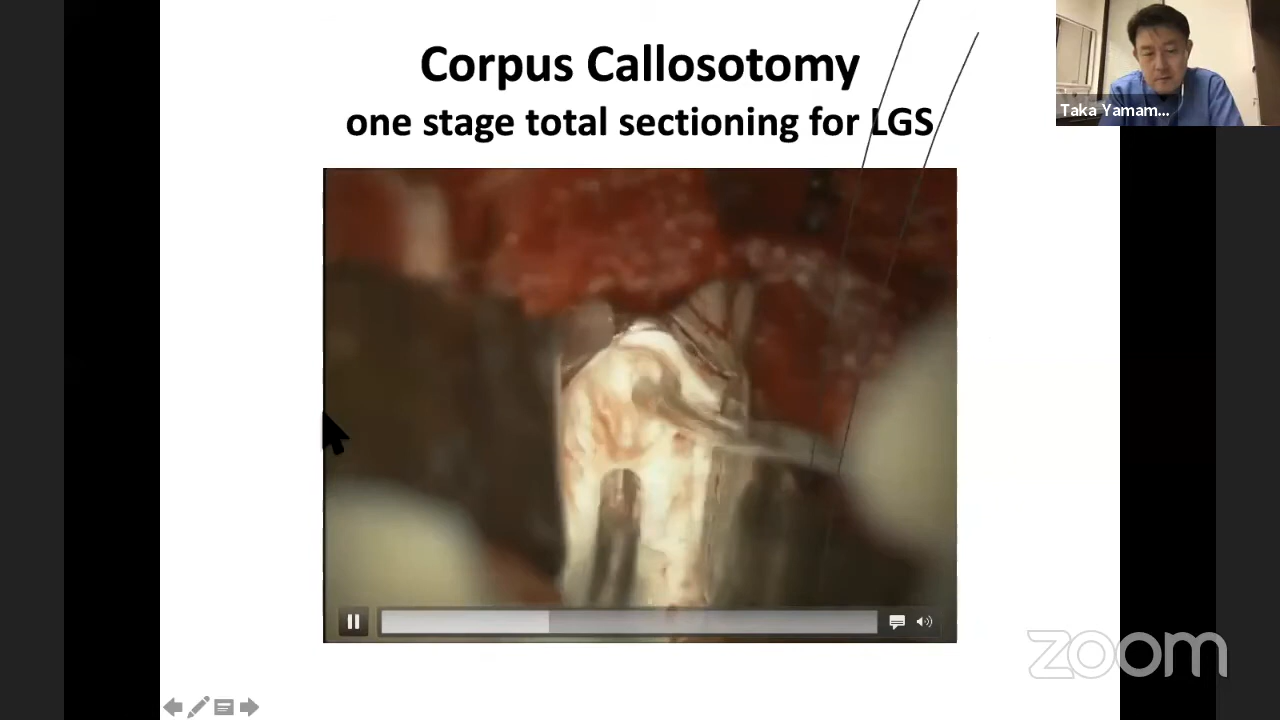 Corpus Callosotomy
one stage total sectioning for LGS
Taka Yamam...
zoom